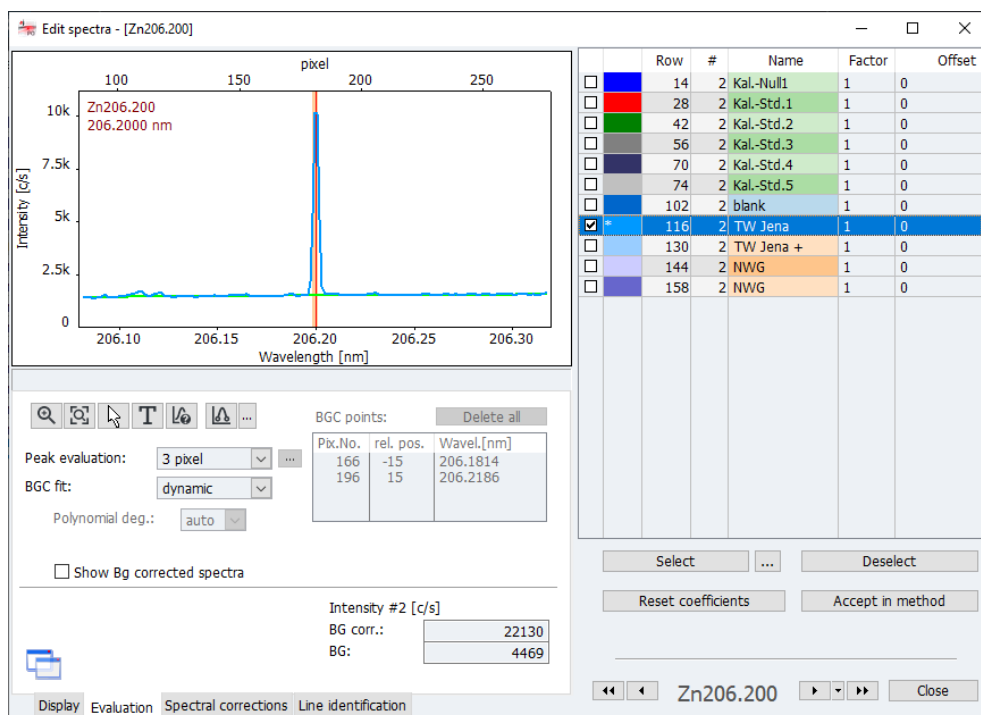 Edit spectra - [Zn206.200]
pixel
100 150 200 250
Zn206.200
206.2000 nm
Intensity [c/s]
10k
7.5k
5k
2.5k
0
206.10 206.15 206.20 206.25 206.30
Wavelength [nm]
Row # Name Factor Offset
14 2 Kal.-Null1 1 0
28 2 Kal.-Std.1 1 0
42 2 Kal.-Std.2 1 0
56 2 Kal.-Std.3 1 0
70 2 Kal.-Std.4 1 0
74 2 Kal.-Std.5 1 0
102 2 blank 1 0
* 116 2 TW Jena 1 0
130 2 TW Jena + 1 0
144 2 NWG 1 0
158 2 NWG 1 0
T ...
Peak evaluation: 3 pixel ...
BGC fit: dynamic
Polynomial deg.: auto
BGC points: Delete all
Pix.No. rel. pos. Wavel.[nm]
166 -15 206.1814
196 15 206.2186
Show Bg corrected spectra
Intensity #2 [c/s]
BG corr.: 22130
BG: 4469
Display Evaluation Spectral corrections Line identification
Select ... Deselect
Reset coefficients Accept in method
Zn206.200 Close